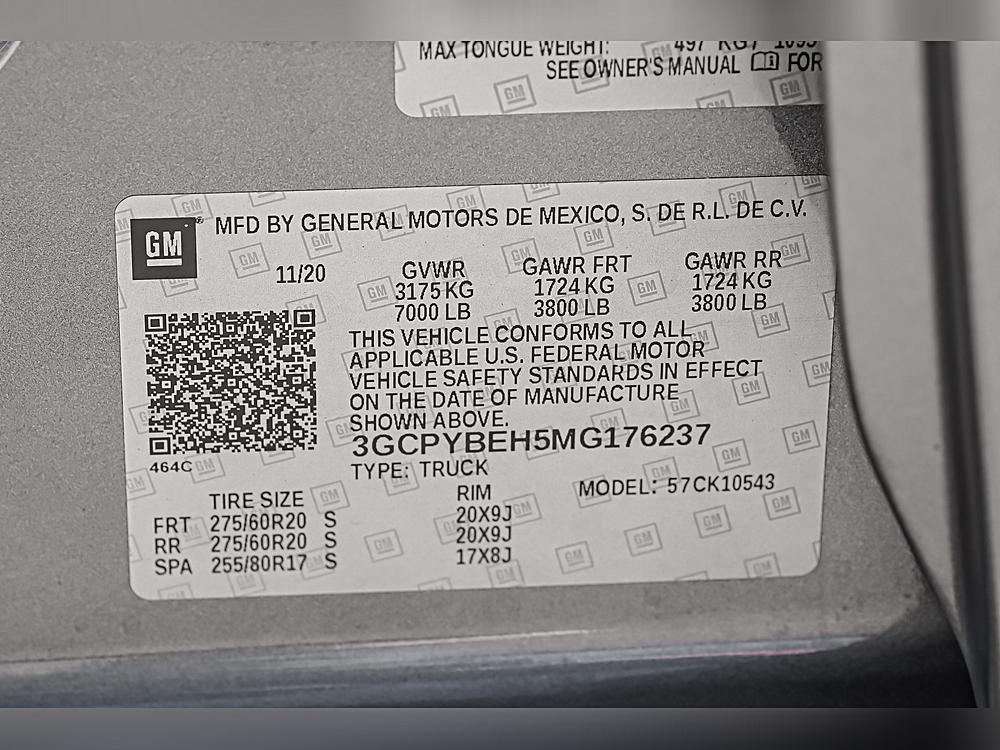 MAX TONGUE WEIGHT: 497 KG / 1095
SEE OWNER'S MANUAL FOR
GM
MFD BY GENERAL MOTORS DE MEXICO, S. DE R.L. DE C.V.
11/20 GVWR GAWR FRT GAWR RR
3175 KG 1724 KG 1724 KG
7000 LB 3800 LB 3800 LB
THIS VEHICLE CONFORMS TO ALL
APPLICABLE U.S. FEDERAL MOTOR
VEHICLE SAFETY STANDARDS IN EFFECT
ON THE DATE OF MANUFACTURE
SHOWN ABOVE.
3GCPYBEH5MG176237
464C
TYPE: TRUCK
MODEL: 57CK10543
TIRE SIZE RIM
FRT 275/60R20 S 20X9J
RR 275/60R20 S 20X9J
SPA 255/80R17 S 17X8J